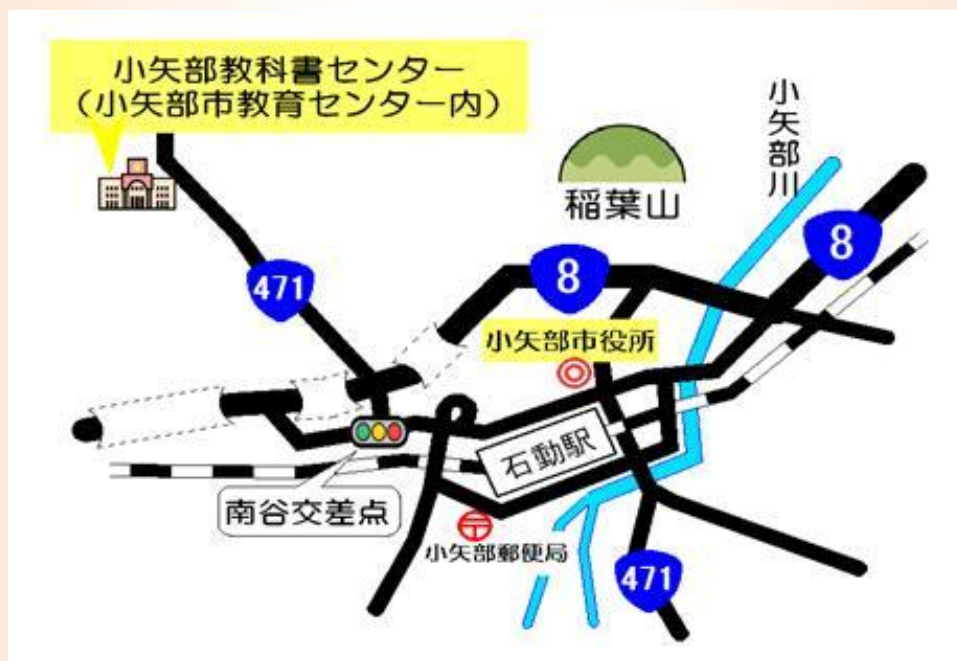 小矢部教科書センター
（小矢部市教育センター内）
小矢部川
稲葉山
8
8
471
小矢部市役所
石動駅
南谷交差点
小矢部郵便局
471